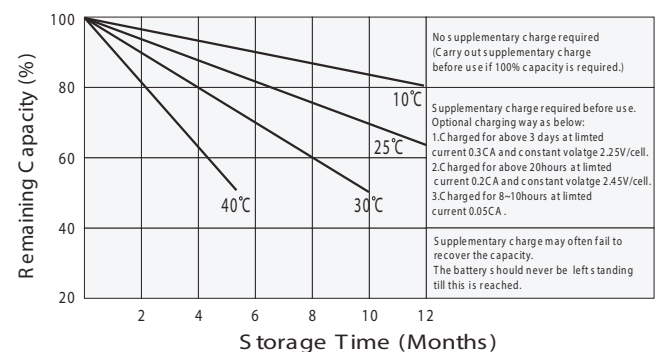 Remaining Capacity (%)
100
80
60
40
20
2 4 6 8 10 12
Storage Time (Months)
10°C
25°C
30°C
40°C
No supplementary charge required
(Carry out supplementary charge
before use if 100% capacity is required.)
Supplementary charge required before use.
Optional charging way as below:
1.Charged for above 3 days at limted
current 0.3CA and constant volatge 2.25V/cell.
2.Charged for above 20hours at limted
current 0.2CA and constant volatge 2.45V/cell.
3.Charged for 8~10hours at limted
current 0.05CA .
Supplementary charge may often fail to
recover the capacity.
The battery should never be left standing
till this is reached.